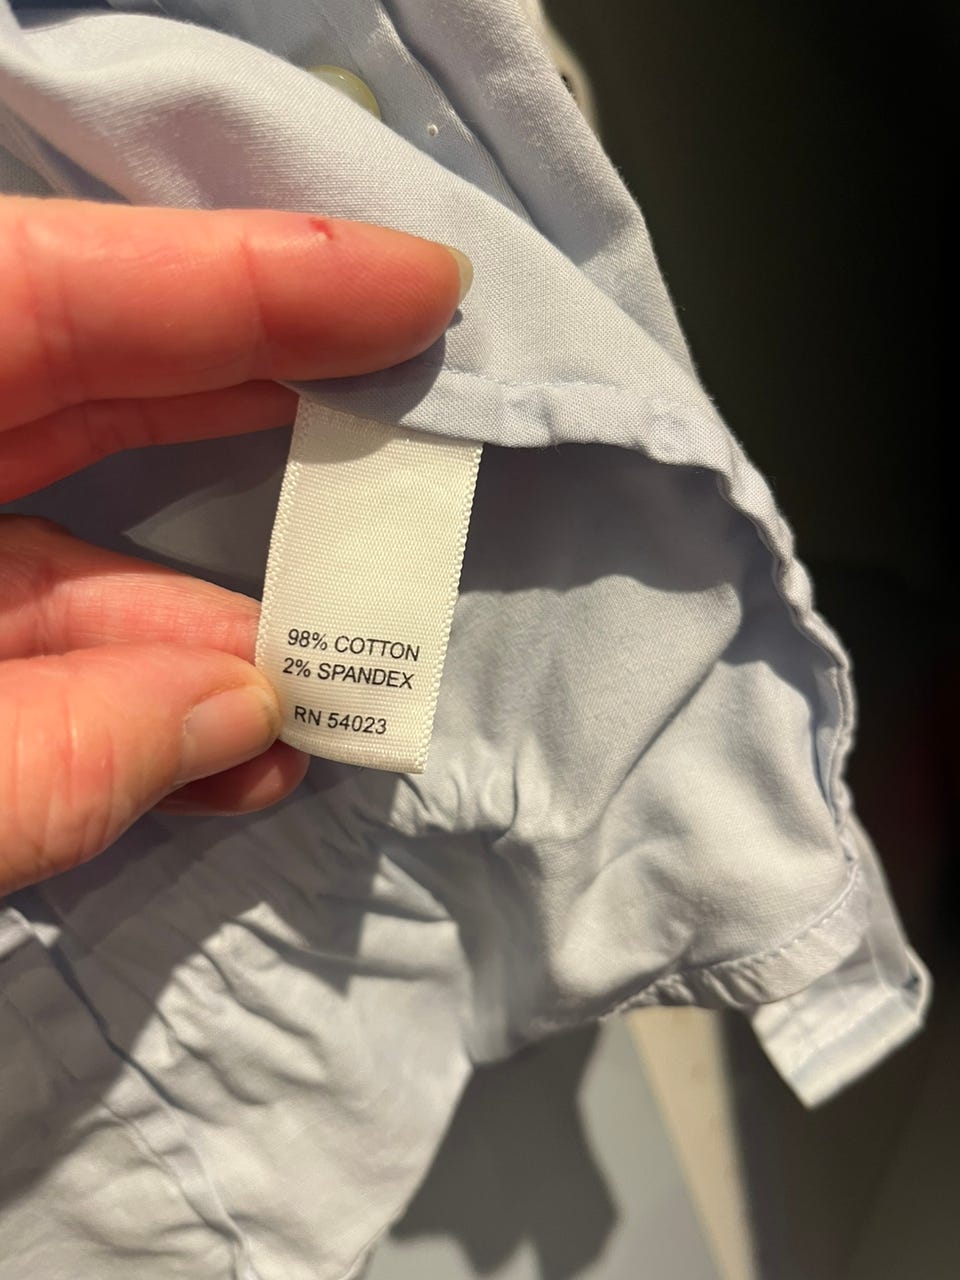 98% COTTON
2% SPANDEX
RN 54023